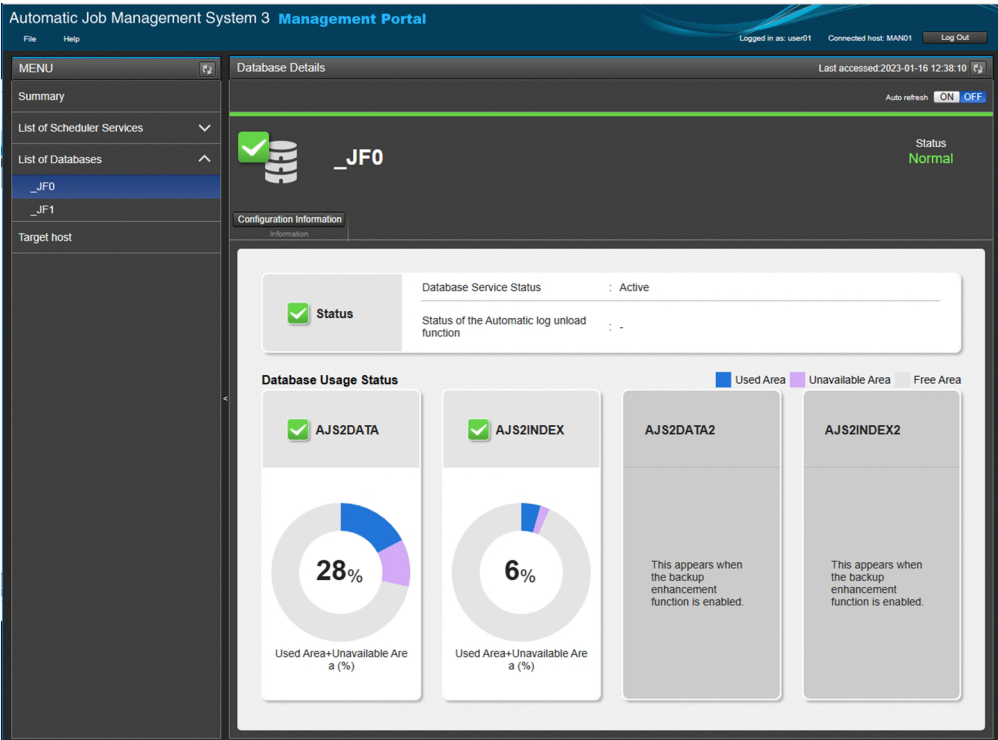 Automatic Job Management System 3 Management Portal
File Help
Logged in as: user01 Connected host: MAN01 Log Out
MENU
Summary
List of Scheduler Services
List of Databases
_JF0
_JF1
Target host
<
Database Details
Last accessed:2023-01-16 12:38:10
Auto refresh ON OFF
_JF0
Status
Normal
Configuration Information
Information
Status
Database Service Status : Active
Status of the Automatic log unload
function : -
Database Usage Status
Used Area Unavailable Area Free Area
AJS2DATA
28%
Used Area+Unavailable Are
a (%)
AJS2INDEX
6%
Used Area+Unavailable Are
a (%)
AJS2DATA2
This appears when
the backup
enhancement
function is enabled.
AJS2INDEX2
This appears when
the backup
enhancement
function is enabled.